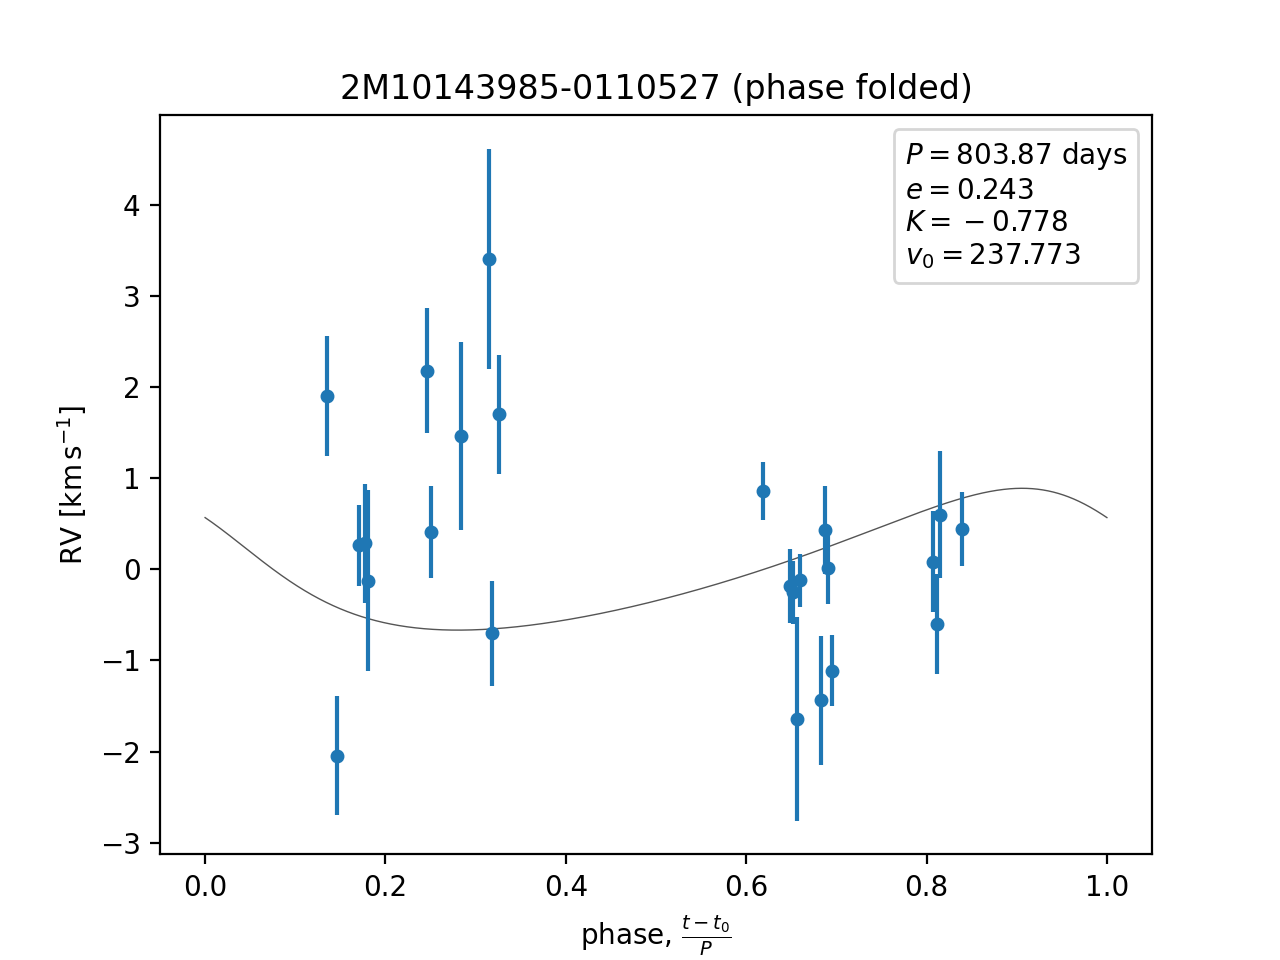 2M10143985-0110527 (phase folded)
P = 803.87 days
e = 0.243
K = −0.778
v₀ = 237.773
RV [km s⁻¹]
4
3
2
1
0
−1
−2
−3
0.0 0.2 0.4 0.6 0.8 1.0
phase, (t − t₀)/P